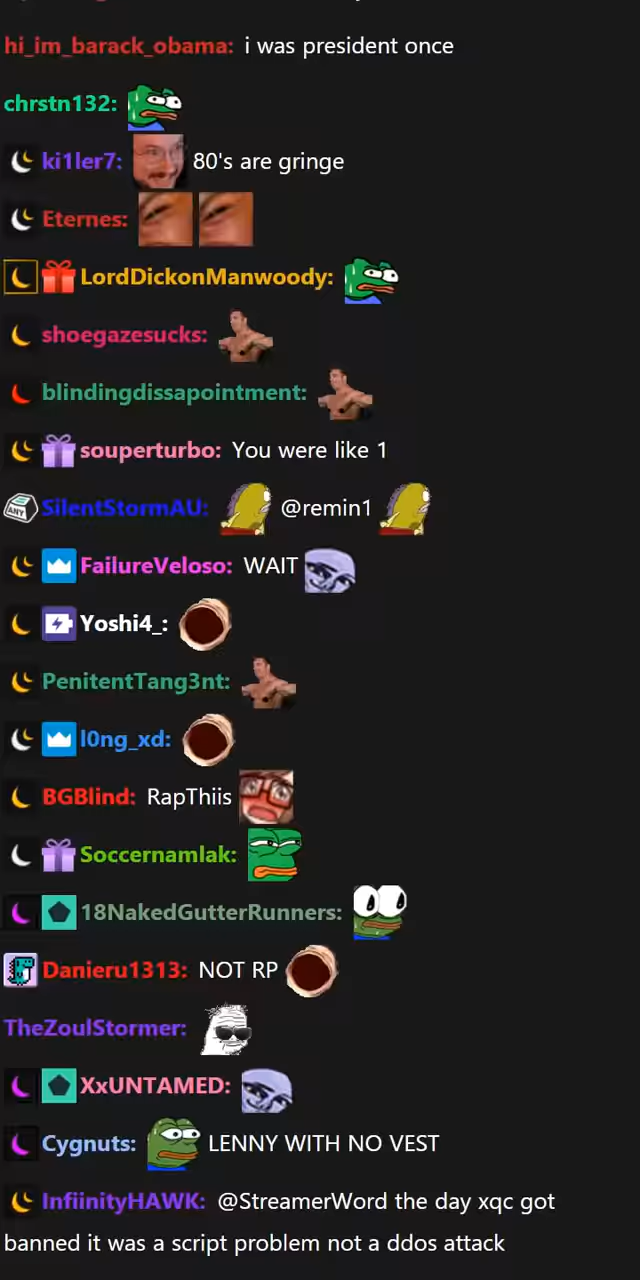 hi_im_barack_obama: i was president once
chrstn132:
ki1ler7: 80's are gringe
Eternes:
LordDickonManwoody:
shoegazesucks:
blindingdissapointment:
souperturbo: You were like 1
ANY SilentStormAU: @remin1
FailureVeloso: WAIT
Yoshi4_:
PenitentTang3nt:
l0ng_xd:
BGBlind: RapThiis
Soccernamlak:
18NakedGutterRunners:
Danieru1313: NOT RP
TheZoulStormer:
XxUNTAMED:
Cygnuts: LENNY WITH NO VEST
InfiinityHAWK: @StreamerWord the day xqc got
banned it was a script problem not a ddos attack